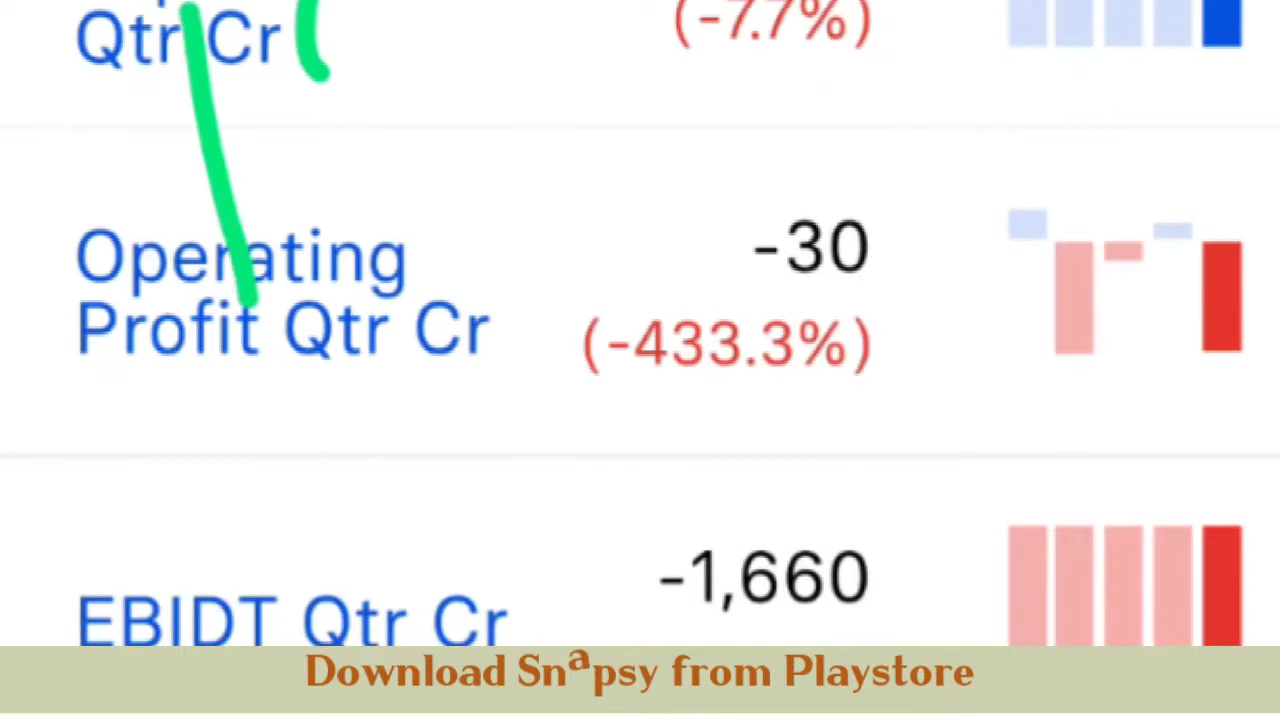 Qtr Cr
(-7.7%)
Operating
Profit Qtr Cr
-30
(-433.3%)
EBIDT Qtr Cr
-1,660
Download Snapsy from Playstore